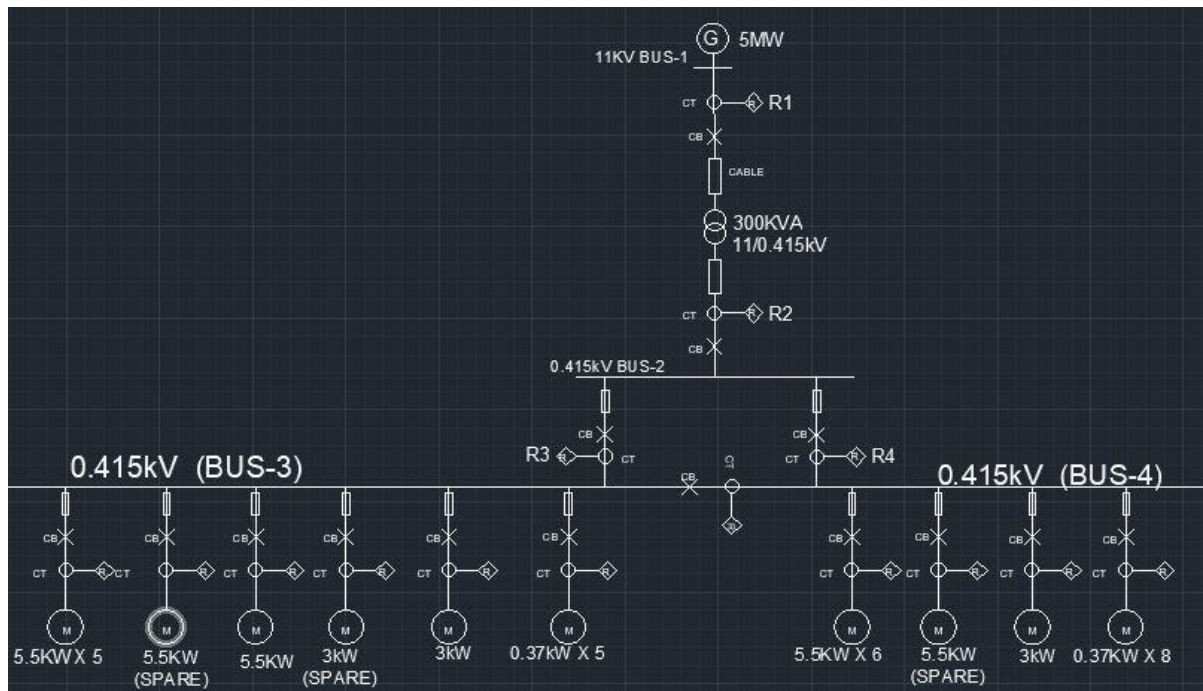 G 5MW
11KV BUS-1
CT R R1
CB
CABLE
300KVA
11/0.415kV
CT R R2
CB
0.415kV BUS-2
CB CB
R3 R CT CT CT R R4
0.415kV (BUS-3) CB 0.415kV (BUS-4)
R
CB CB CB CB CB CB CB CB CB CB
CT R CT R CT R CT R CT R CT R CT R CT R CT R CT R
M M M M M M M M M M
5.5KW X 5 5.5KW 5.5KW 3kW 3kW 0.37kW X 5 5.5KW X 6 5.5KW 3kW 0.37KW X 8
(SPARE) (SPARE) (SPARE)